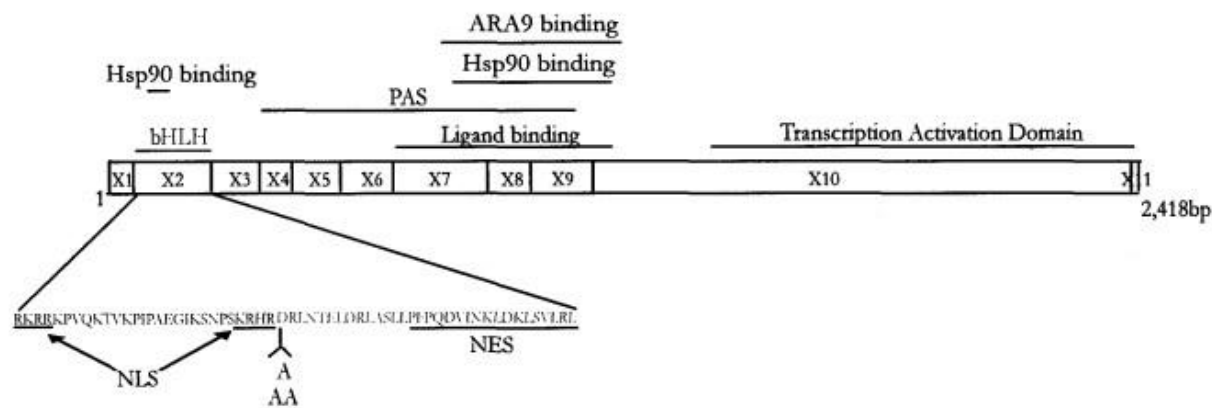 ARA9 binding
Hsp90 binding
Hsp90 binding
PAS
bHLH
Ligand binding
Transcription Activation Domain
X1 X2 X3 X4 X5 X6 X7 X8 X9 X10 X11
1
2,418bp
RKRRKPVQKTVKPIPAEGIKSNPSKRHRDRLNTELDRLASLLPFPQDVINKLDKLSVLRL
NLS
NES
A
AA